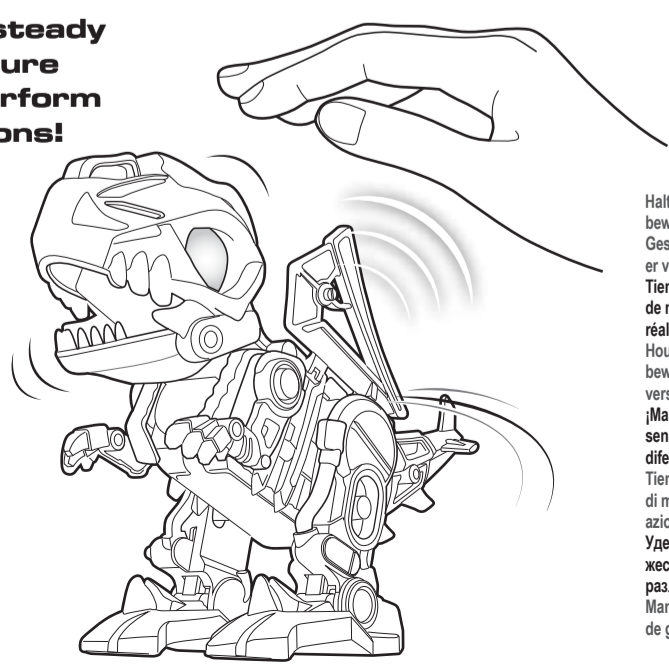 steady
ure
rform
ons!
Halt
bew
Ges
er v
Tien
de m
réal
Hou
bew
vers
¡Ma
sen
dife
Tien
di m
azio
Уде
жес
раз
Man
de g